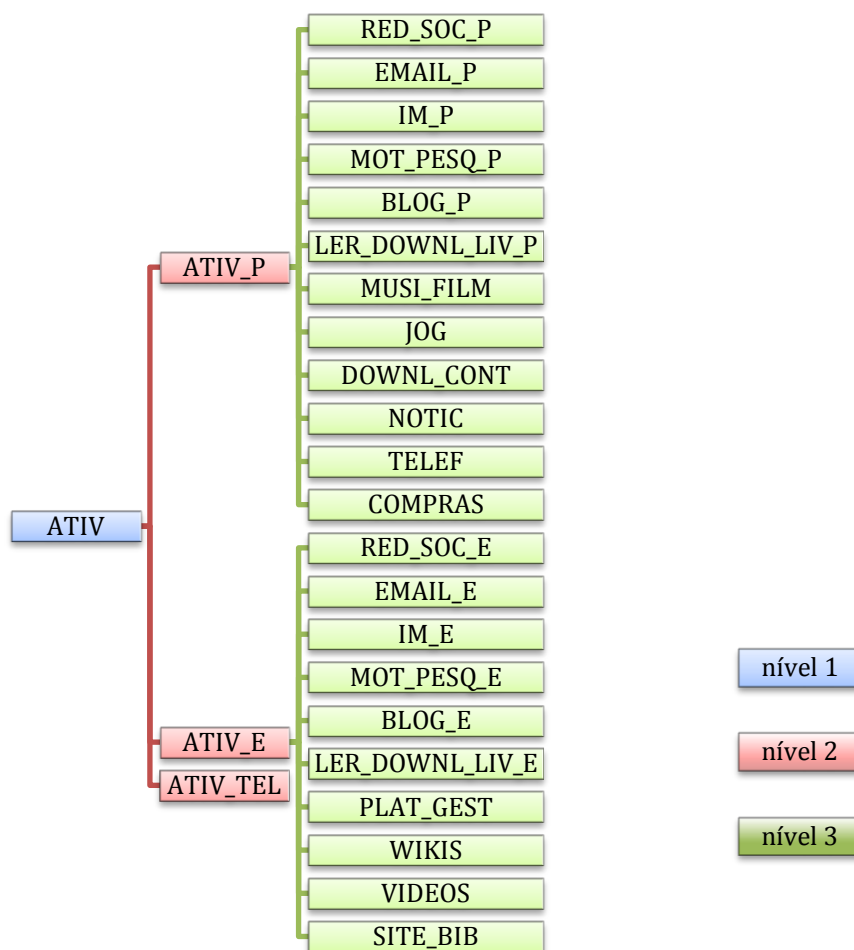 RED_SOC_P
EMAIL_P
IM_P
MOT_PESQ_P
BLOG_P
LER_DOWNL_LIV_P
ATIV_P
MUSI_FILM
JOG
DOWNL_CONT
NOTIC
TELEF
COMPRAS
ATIV
RED_SOC_E
EMAIL_E
IM_E
MOT_PESQ_E
BLOG_E
ATIV_E
LER_DOWNL_LIV_E
ATIV_TEL
PLAT_GEST
WIKIS
VIDEOS
SITE_BIB
nível 1
nível 2
nível 3